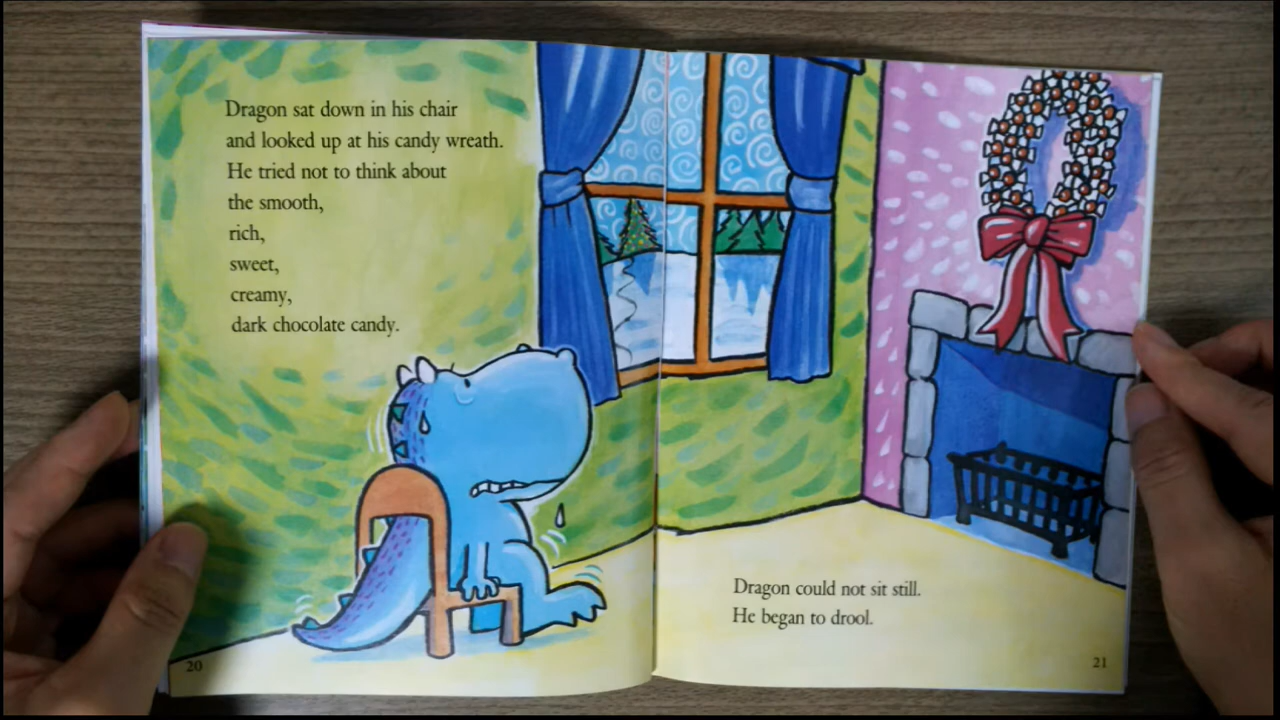 Dragon sat down in his chair
and looked up at his candy wreath.
He tried not to think about
the smooth,
rich,
sweet,
creamy,
dark chocolate candy.
20
Dragon could not sit still.
He began to drool.
21